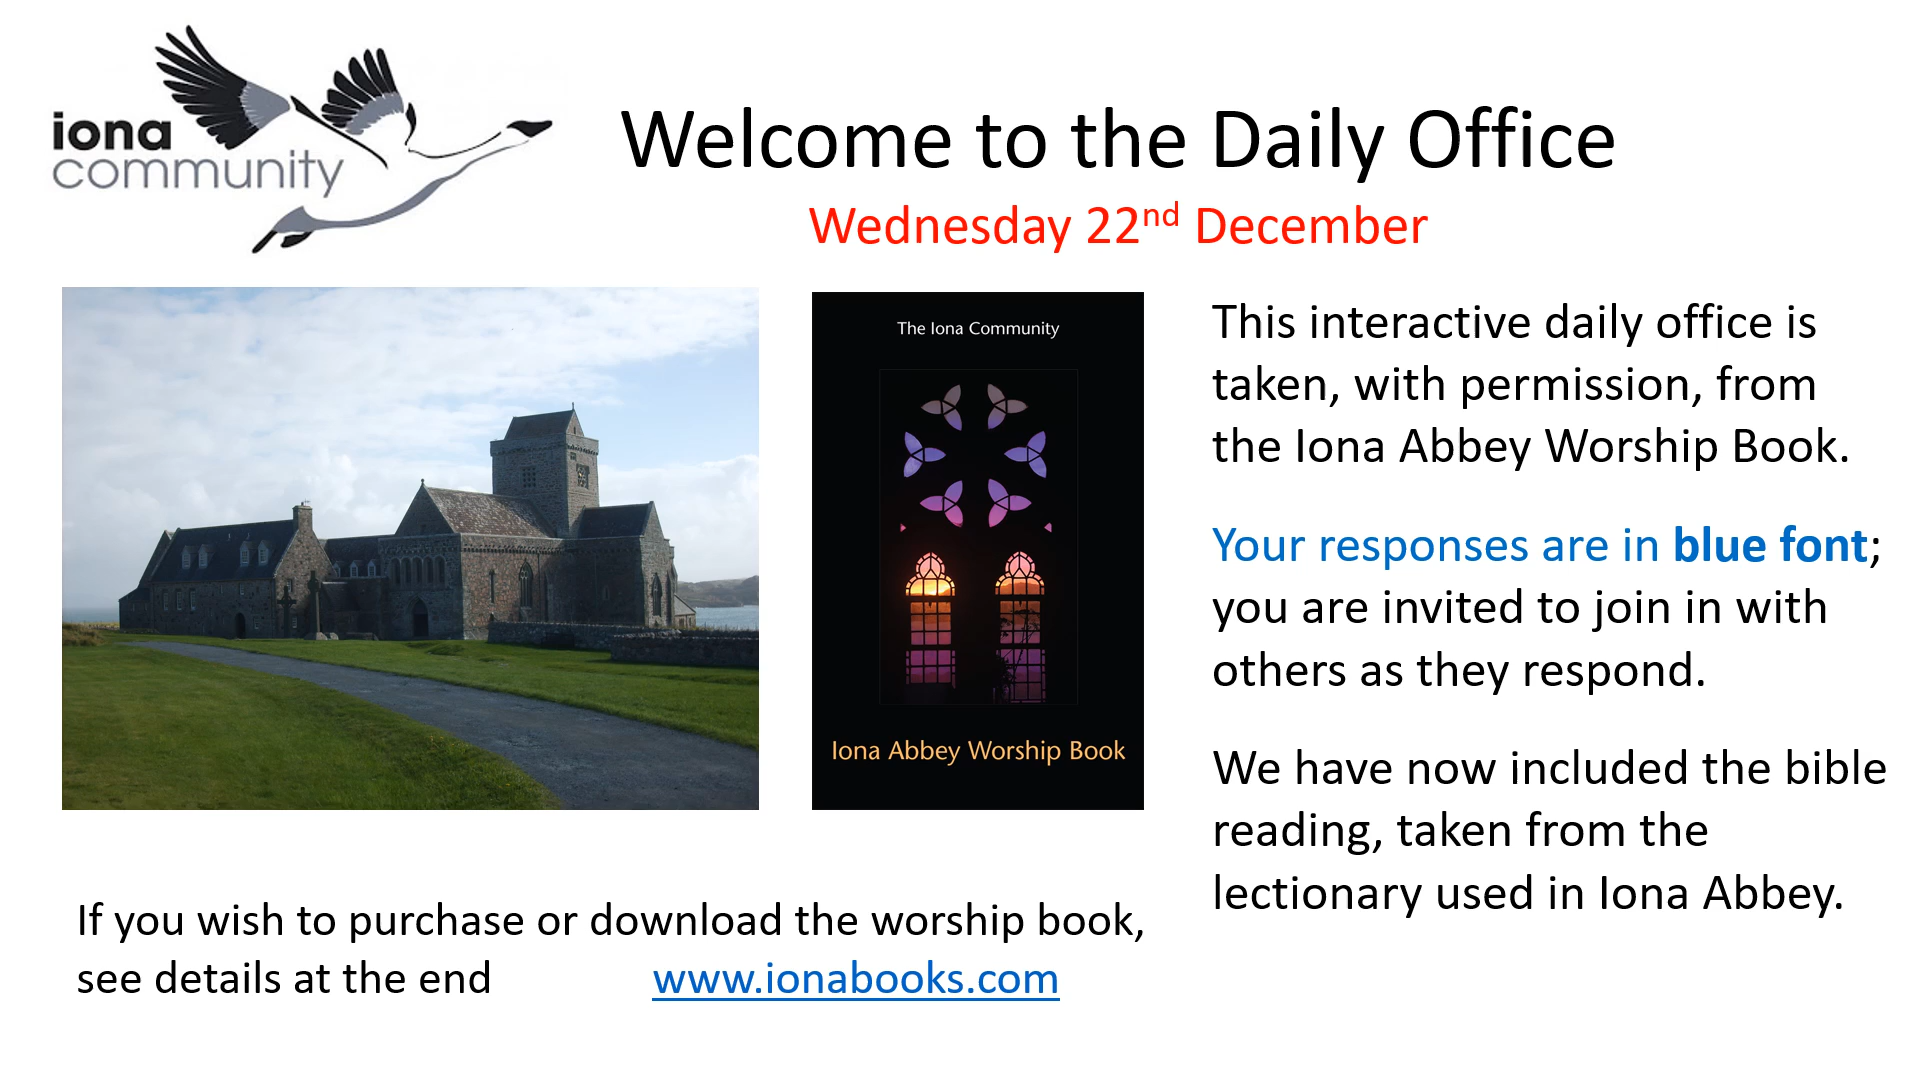 iona
community
Welcome to the Daily Office
Wednesday 22nd December
The Iona Community
Iona Abbey Worship Book
This interactive daily office is
taken, with permission, from
the Iona Abbey Worship Book.
Your responses are in blue font;
you are invited to join in with
others as they respond.
We have now included the bible
reading, taken from the
lectionary used in Iona Abbey.
If you wish to purchase or download the worship book,
see details at the end www.ionabooks.com